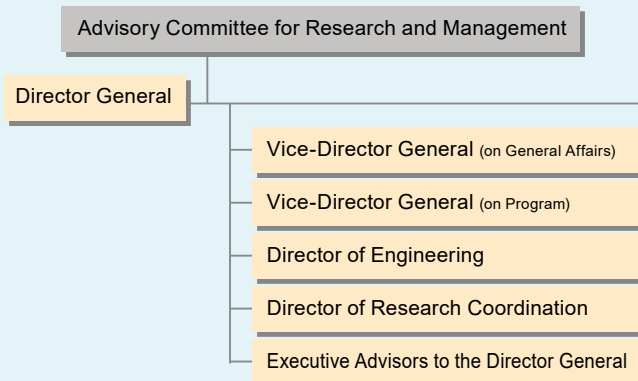 Advisory Committee for Research and Management
Director General
Vice-Director General (on General Affairs)
Vice-Director General (on Program)
Director of Engineering
Director of Research Coordination
Executive Advisors to the Director General